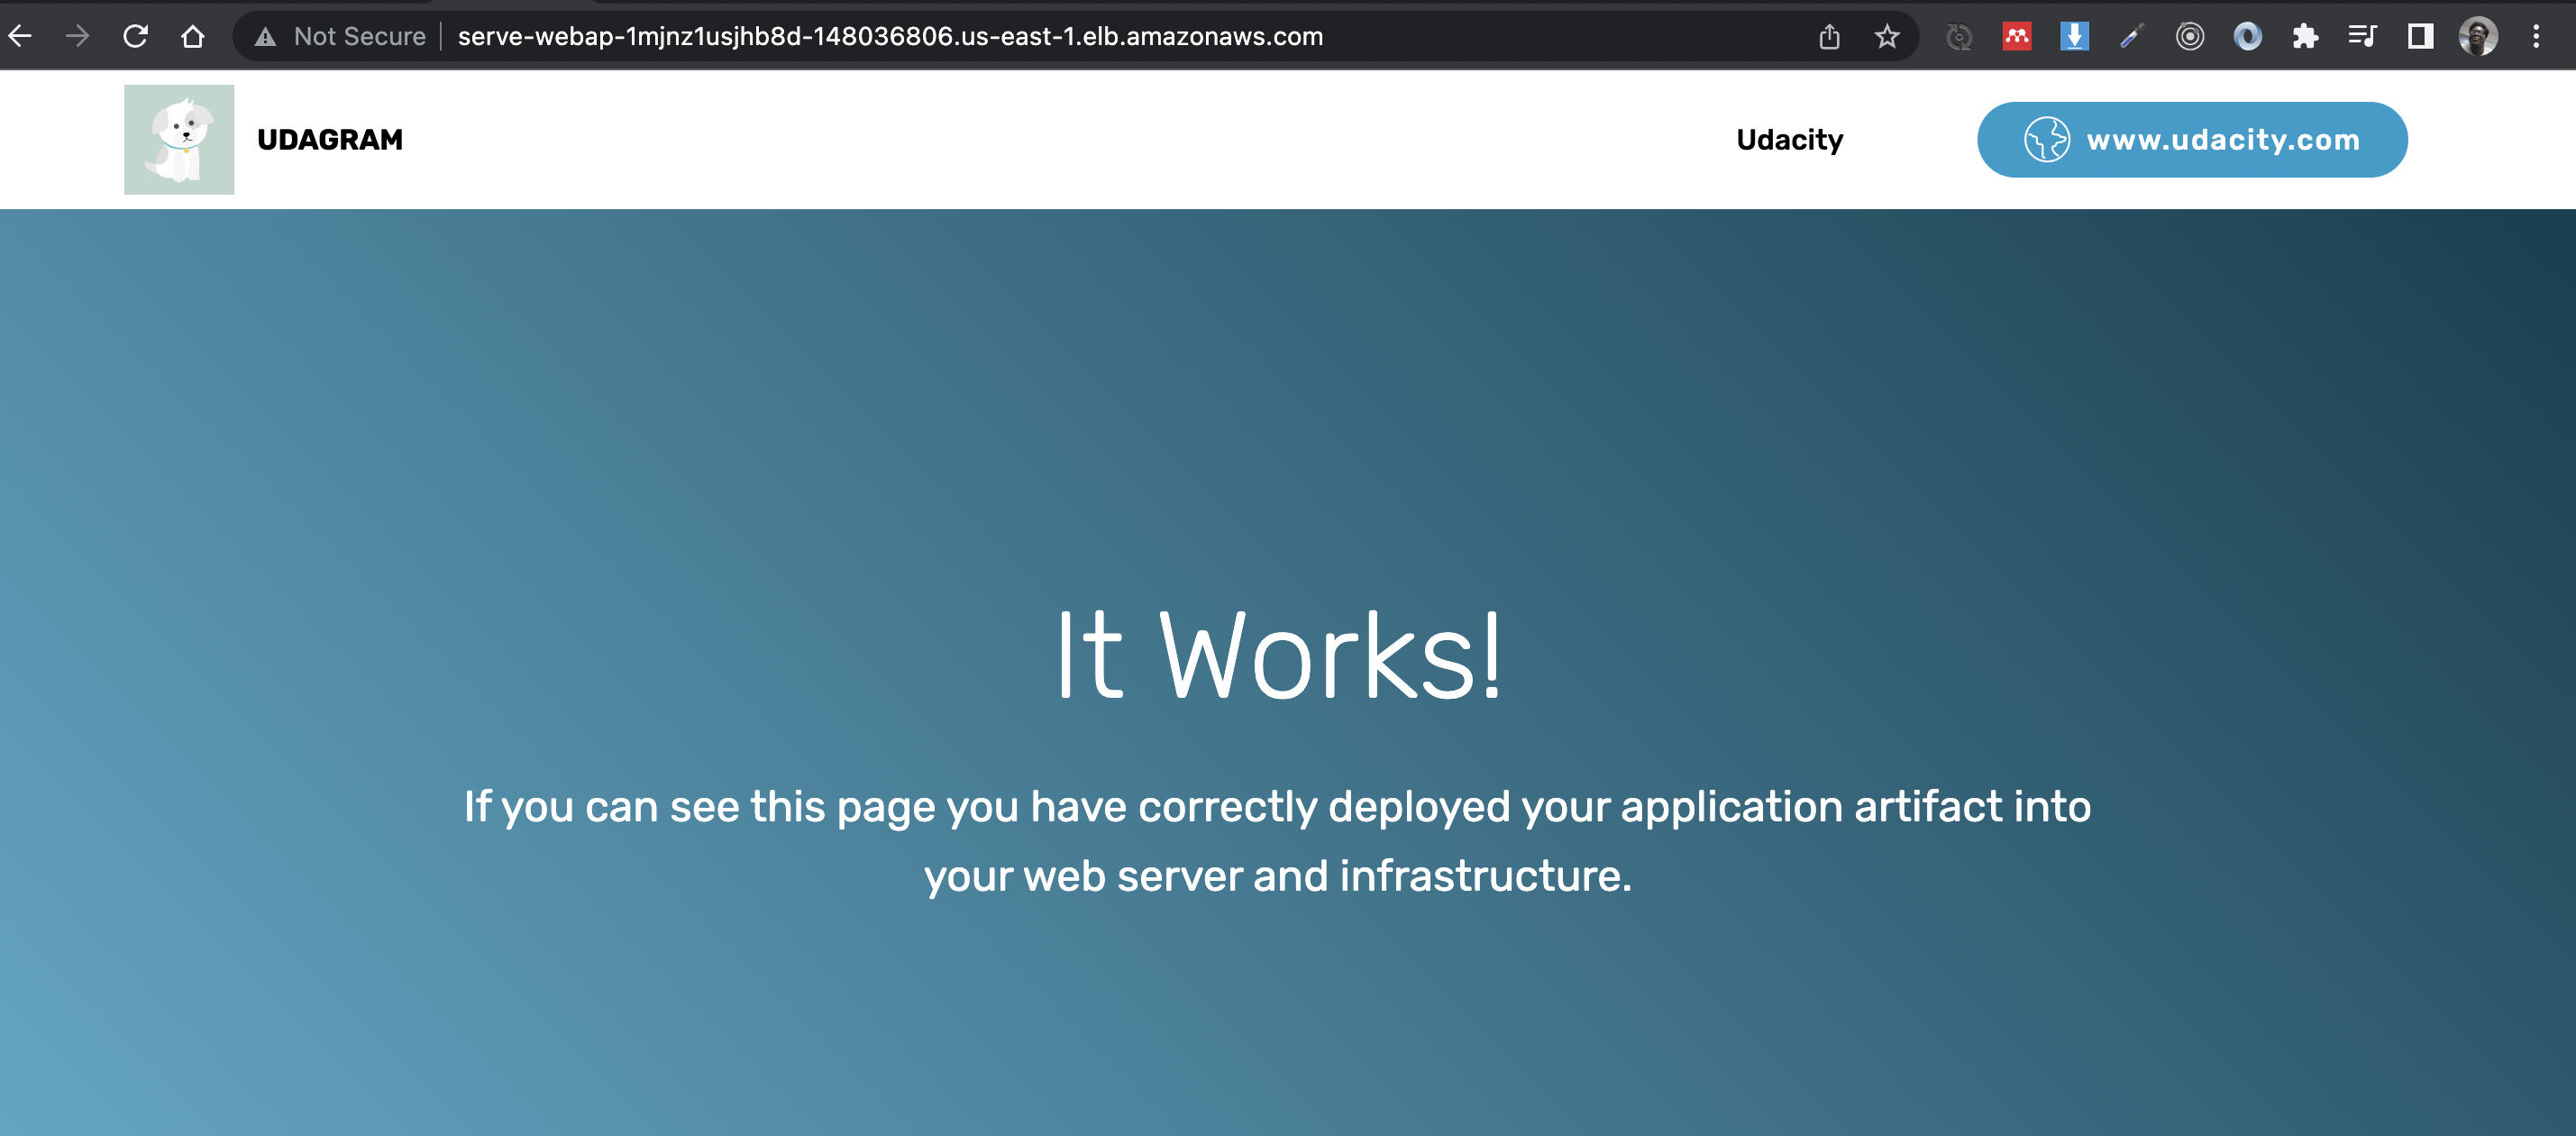 Not Secure
serve-webap-1mjnz1usjhb8d-148036806.us-east-1.elb.amazonaws.com
UDAGRAM
Udacity
www.udacity.com
It Works!
If you can see this page you have correctly deployed your application artifact into
your web server and infrastructure.